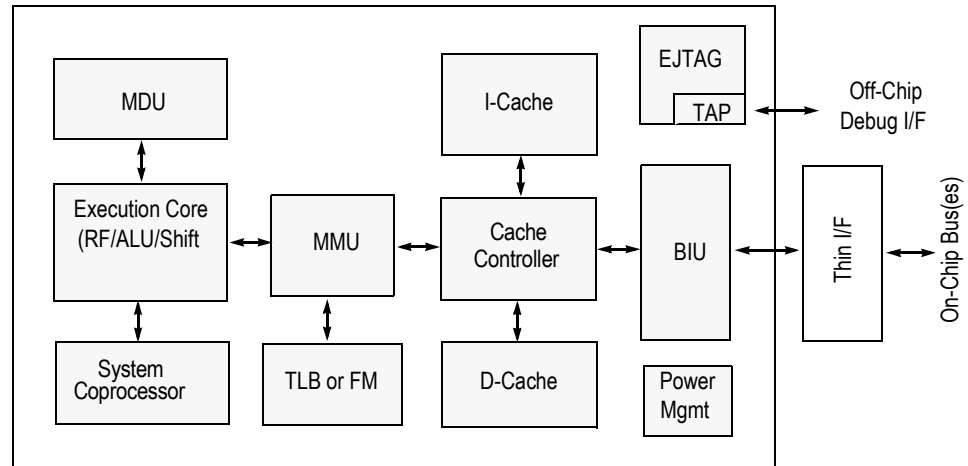 MDU
I-Cache
EJTAG
TAP
Off-Chip
Debug I/F
Execution Core
(RF/ALU/Shift
MMU
Cache
Controller
BIU
Thin I/F
On-Chip Bus(es)
System
Coprocessor
TLB or FM
D-Cache
Power
Mgmt